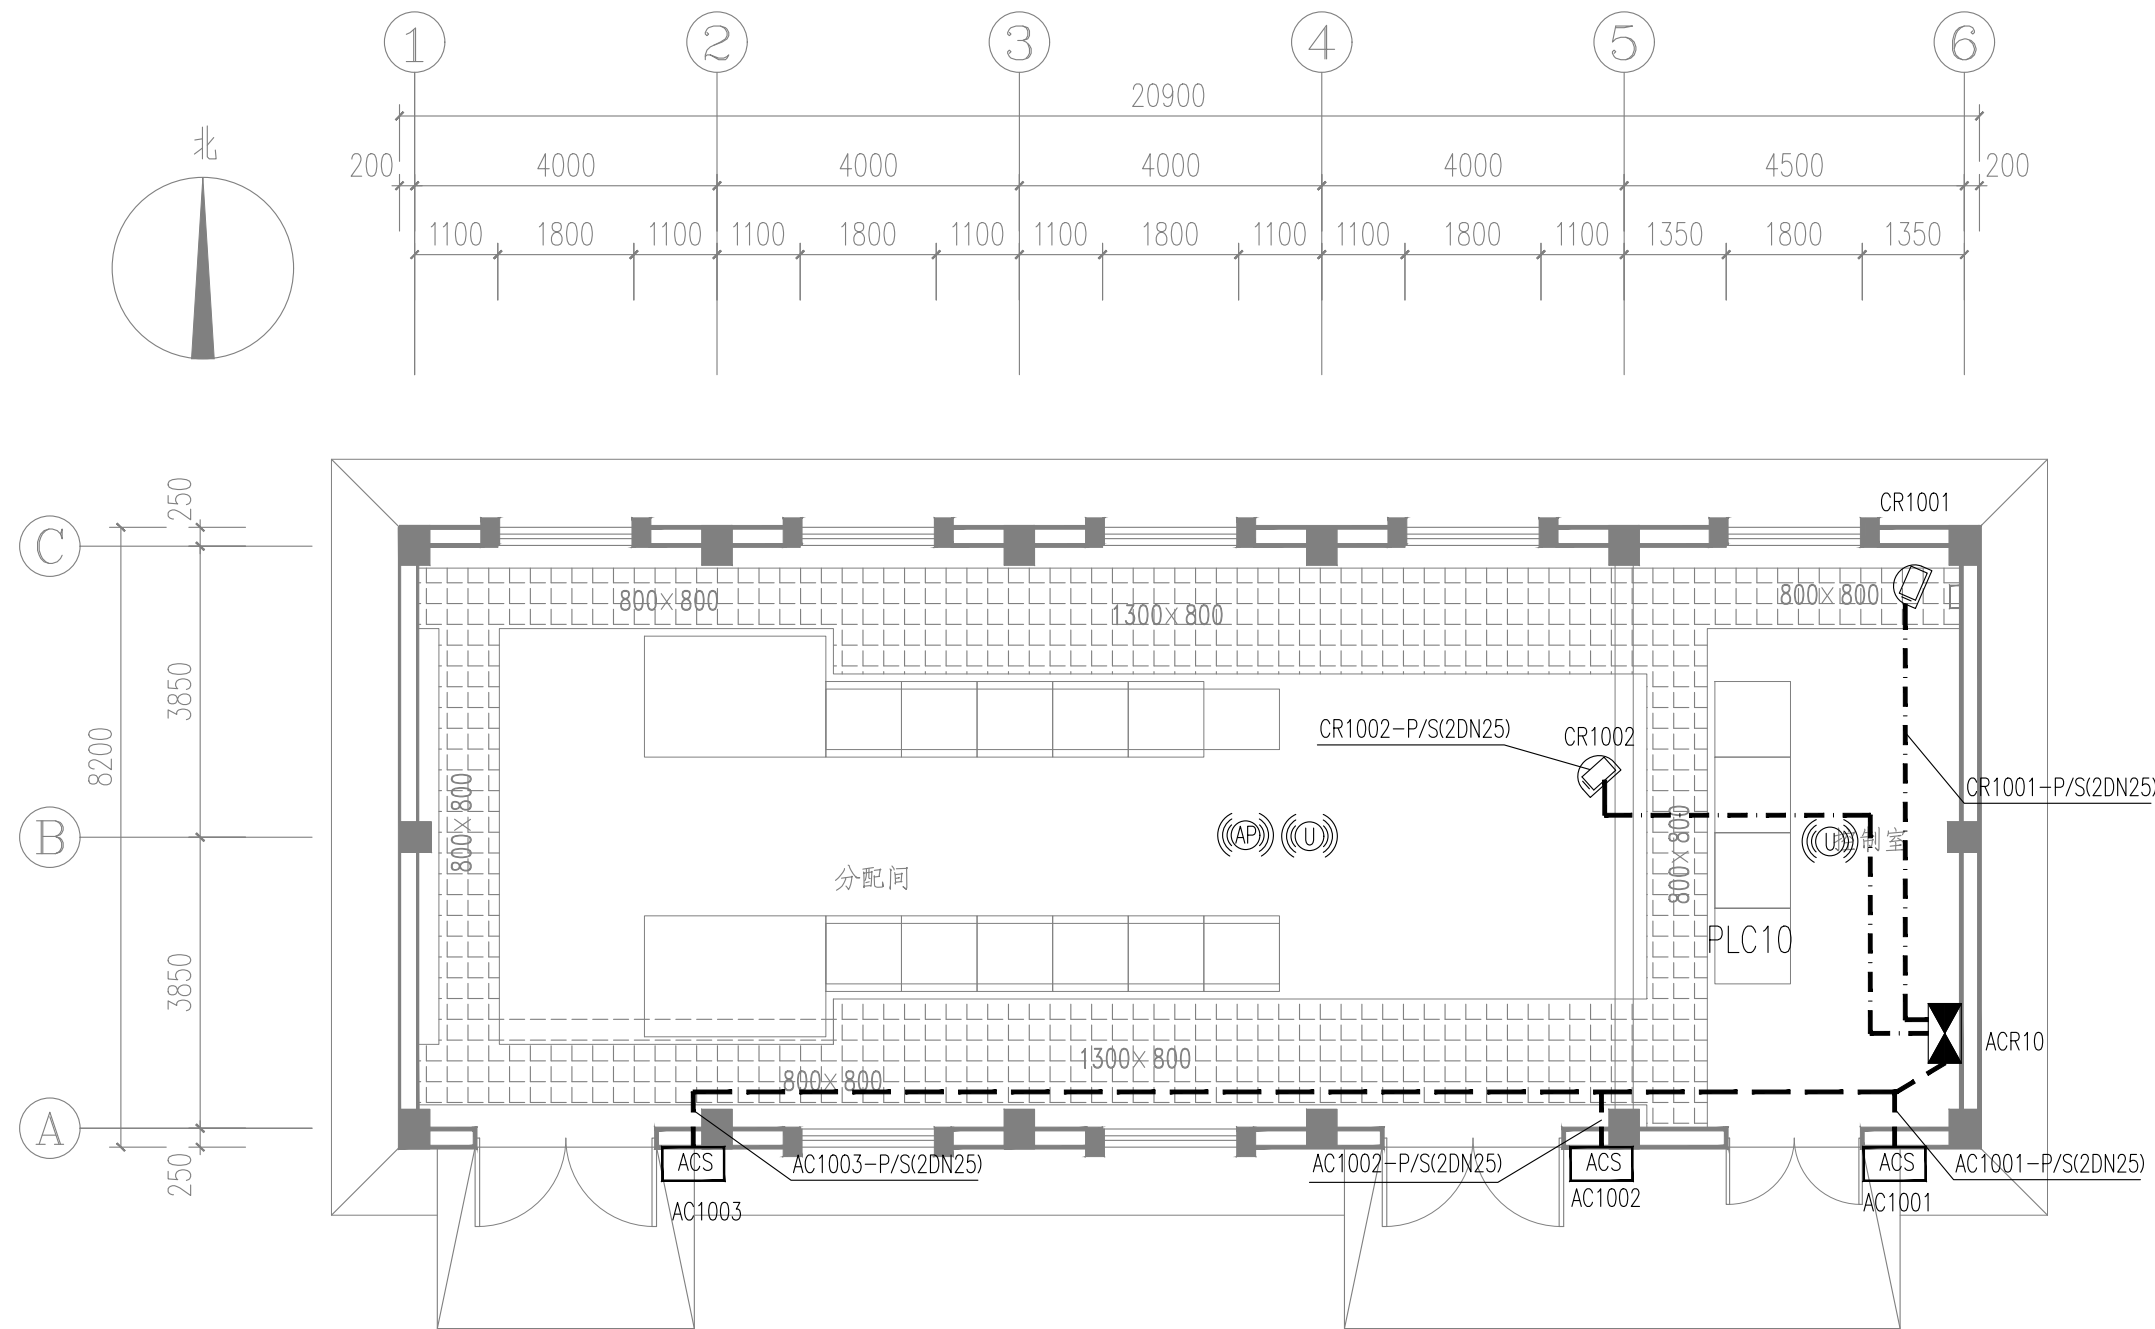 1 2 3 4 5 6
20900
北
200 4000 4000 4000 4000 4500 200
1100 1800 1100 1100 1800 1100 1100 1800 1100 1100 1800 1100 1350 1800 1350
CR1001
250
C
800×800
1300×800
800×800
3850
CR1002-P/S(2DN25)
CR1002
8200
CR1001-P/S(2DN25)
800×800
800×800
B
AP
U
U
控制室
分配间
PLC10
3850
ACR10
1300×800
800×800
A
250
ACS
AC1003-P/S(2DN25)
AC1002-P/S(2DN25)
ACS
ACS
AC1001-P/S(2DN25)
AC1003
AC1002
AC1001